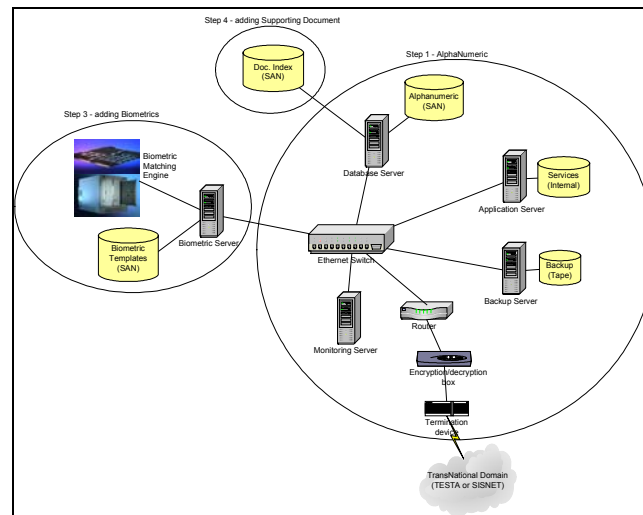 Step 4 - adding Supporting Document
Doc. Index
(SAN)
Step 1 - AlphaNumeric
Alphanumeric
(SAN)
Database Server
Step 3 - adding Biometrics
Biometric
Matching
Engine
Biometric Server
Biometric
Templates
(SAN)
Services
(Internal)
Application Server
Ethernet Switch
Backup
(Tape)
Backup Server
Router
Monitoring Server
Encryption/decryption
box
Termination
device
TransNational Domain
(TESTA or SISNET)